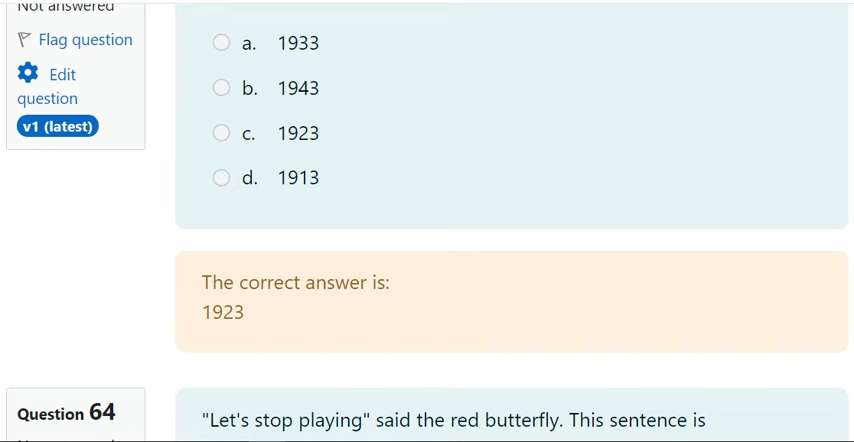 Not answered
Flag question
Edit
question
v1 (latest)
a. 1933
b. 1943
c. 1923
d. 1913
The correct answer is:
1923
Question 64
"Let's stop playing" said the red butterfly. This sentence is